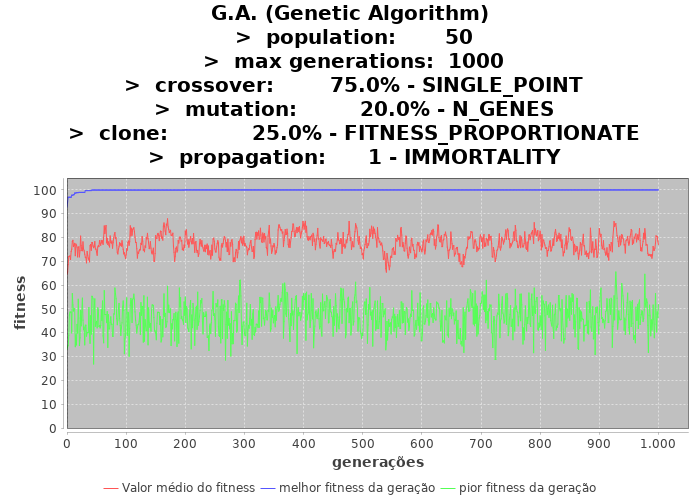 G.A. (Genetic Algorithm)
> population: 50
> max generations: 1000
> crossover: 75.0% - SINGLE_POINT
> mutation: 20.0% - N_GENES
> clone: 25.0% - FITNESS_PROPORTIONATE
> propagation: 1 - IMMORTALITY
100
90
80
70
60
50
40
30
20
10
0
fitness
0 100 200 300 400 500 600 700 800 900 1.000
generações
Valor médio do fitness melhor fitness da geração pior fitness da geração